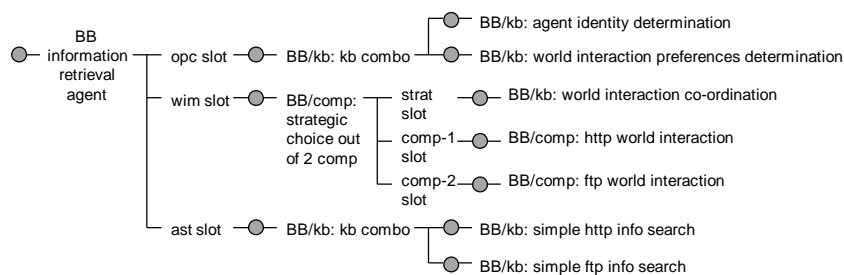 BB
information
retrieval
agent
opc slot
BB/kb: kb combo
BB/kb: agent identity determination
BB/kb: world interaction preferences determination
wim slot
BB/comp:
strategic
choice out
of 2 comp
strat
slot
BB/kb: world interaction co-ordination
comp-1
slot
BB/comp: http world interaction
comp-2
slot
BB/comp: ftp world interaction
ast slot
BB/kb: kb combo
BB/kb: simple http info search
BB/kb: simple ftp info search